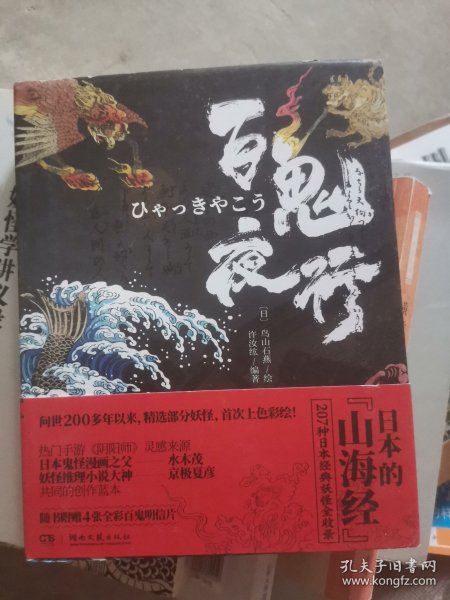 百鬼夜行
ひゃっきやこう
[日] 鸟山石燕/绘
许汝纮/编著
问世200多年以来,精选部分妖怪,首次上色彩绘!
热门手游《阴阳师》灵感来源
日本鬼怪漫画之父——水木茂
妖怪推理小说大神——京极夏彦
共同的创作蓝本
随书附赠4张全彩百鬼明信片
湖南文艺出版社
日本的
『山海经』
207种日本经典妖怪全收录
怪学讲义
孔夫子旧书网
www.kongfz.com